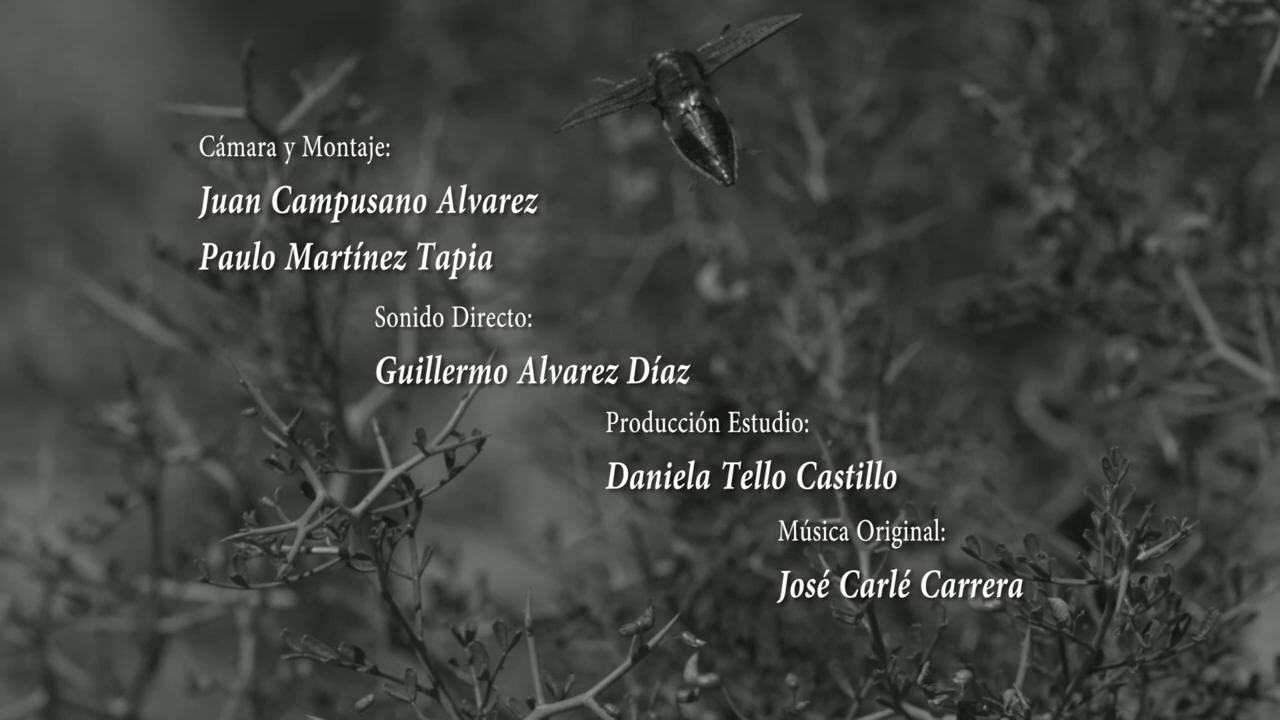 Cámara y Montaje:
Juan Campusano Alvarez
Paulo Martínez Tapia
Sonido Directo:
Guillermo Alvarez Díaz
Producción Estudio:
Daniela Tello Castillo
Música Original:
José Carlé Carrera